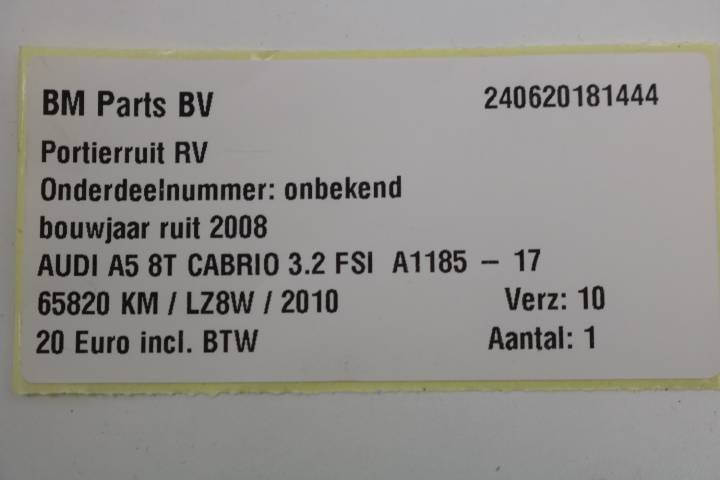 BM Parts BV 240620181444
Portierruit RV
Onderdeelnummer: onbekend
bouwjaar ruit 2008
AUDI A5 8T CABRIO 3.2 FSI A1185 – 17
65820 KM / LZ8W / 2010 Verz: 10
20 Euro incl. BTW Aantal: 1